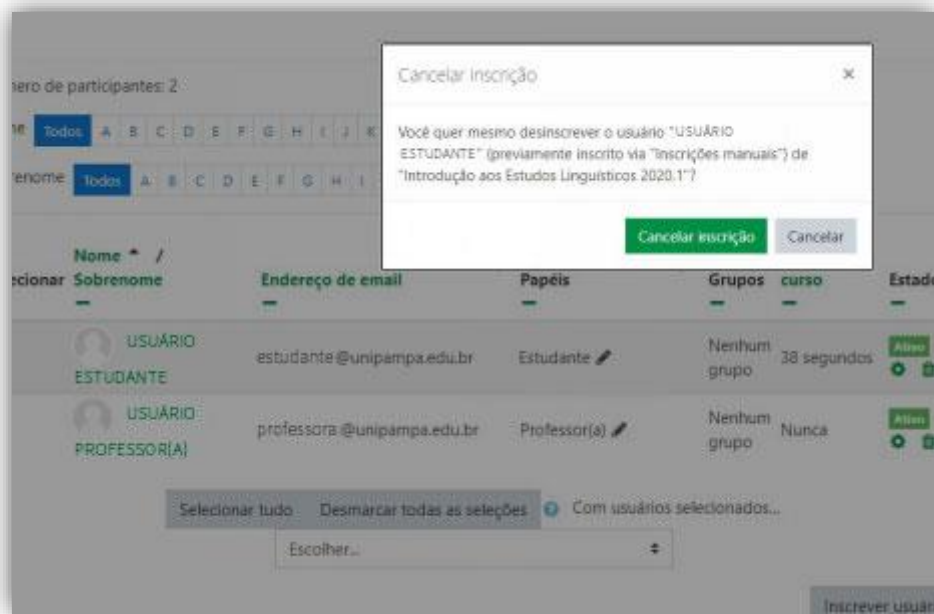 Cancelar inscrição ×
Você quer mesmo desinscrever o usuário "USUÁRIO
ESTUDANTE" (previamente inscrito via "Inscrições manuais") de
"Introdução aos Estudos Linguísticos 2020.1"?
Cancelar inscrição Cancelar
ero de participantes: 2
me Todos A B C D E F G H I J K
renome Todos A B C D E F G H I
Nome /
ecionar Sobrenome Endereço de email Papéis Grupos curso Estado
USUÁRIO
ESTUDANTE estudante@unipampa.edu.br Estudante Nenhum grupo 38 segundos Ativo
USUÁRIO
PROFESSOR(A) professora@unipampa.edu.br Professor(a) Nenhum grupo Nunca Ativo
Selecionar tudo Desmarcar todas as seleções Com usuários selecionados...
Escolher...
Inscrever usuár